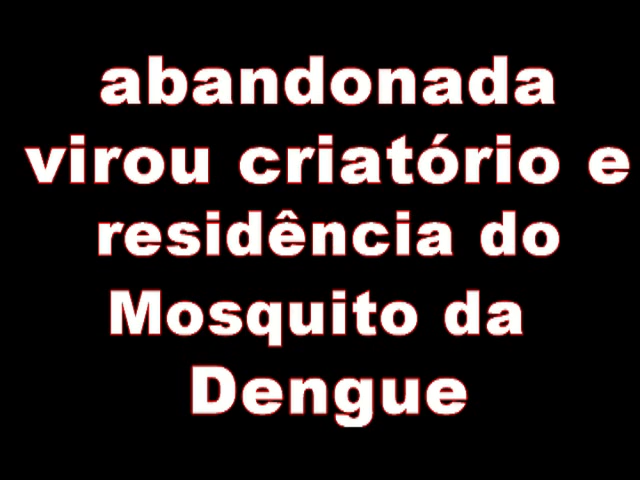 abandonada
virou criatório e
residência do
Mosquito da
Dengue